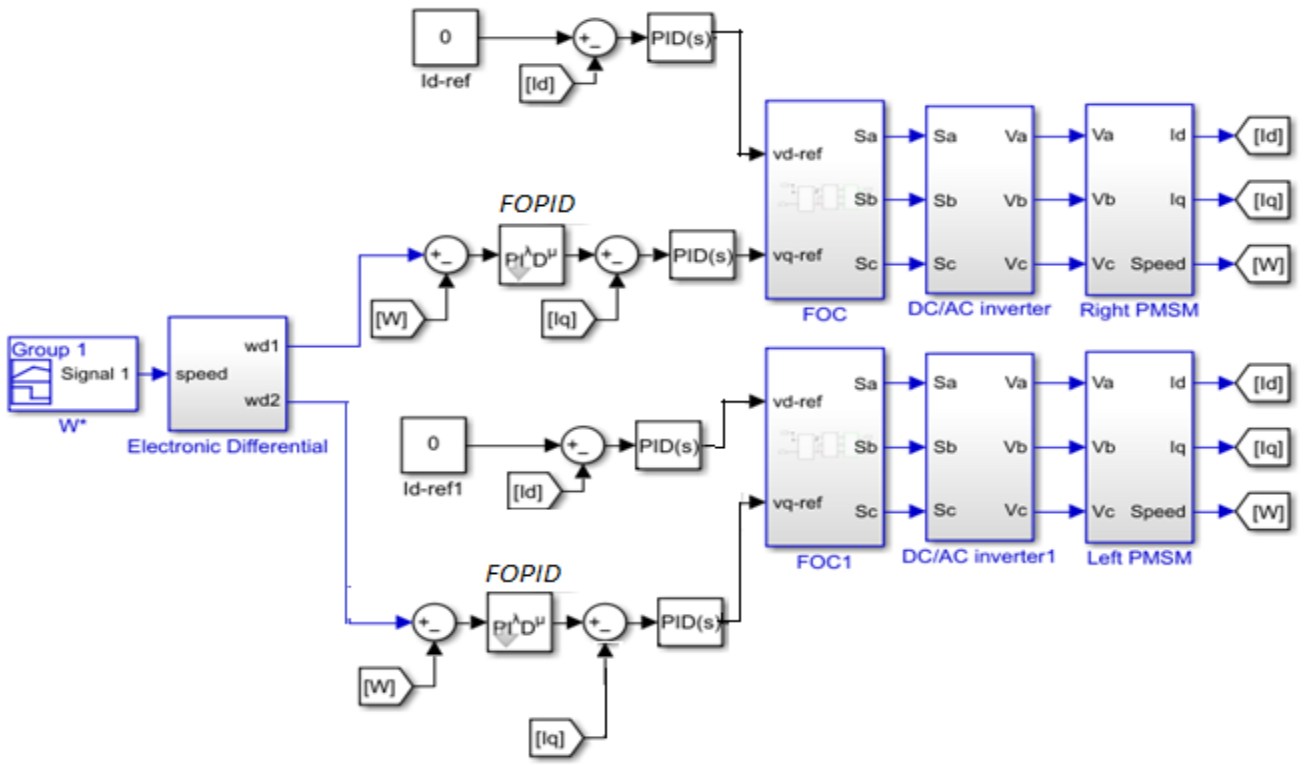 0
Id-ref
[Id]
+
_
PID(s)
FOPID
+
_
PI^λD^μ
+
_
PID(s)
[W]
[Iq]
vd-ref
vq-ref
Sa
Sb
Sc
FOC
Sa
Sb
Sc
Va
Vb
Vc
DC/AC inverter
Va
Vb
Vc
Id
Iq
Speed
Right PMSM
[Id]
[Iq]
[W]
Group 1
Signal 1
W*
speed
wd1
wd2
Electronic Differential
0
Id-ref1
[Id]
+
_
PID(s)
FOPID
+
_
PI^λD^μ
+
_
PID(s)
[W]
[Iq]
vd-ref
vq-ref
Sa
Sb
Sc
FOC1
Sa
Sb
Sc
Va
Vb
Vc
DC/AC inverter1
Va
Vb
Vc
Id
Iq
Speed
Left PMSM
[Id]
[Iq]
[W]